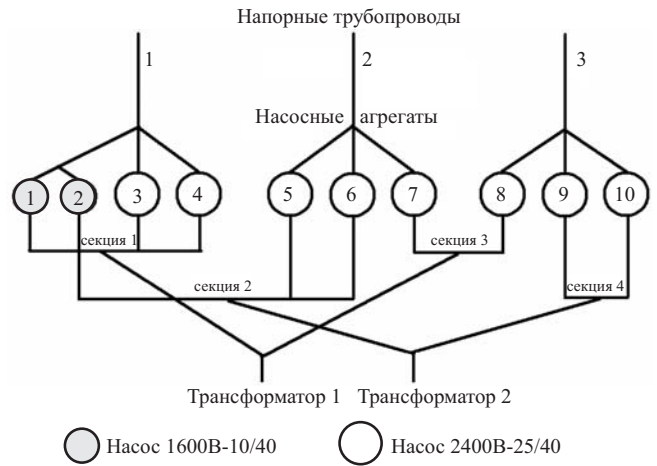 Напорные трубопроводы
1 2 3
Насосные агрегаты
1 2 3 4 5 6 7 8 9 10
секция 1 секция 3
секция 2 секция 4
Трансформатор 1 Трансформатор 2
Насос 1600В-10/40 Насос 2400В-25/40